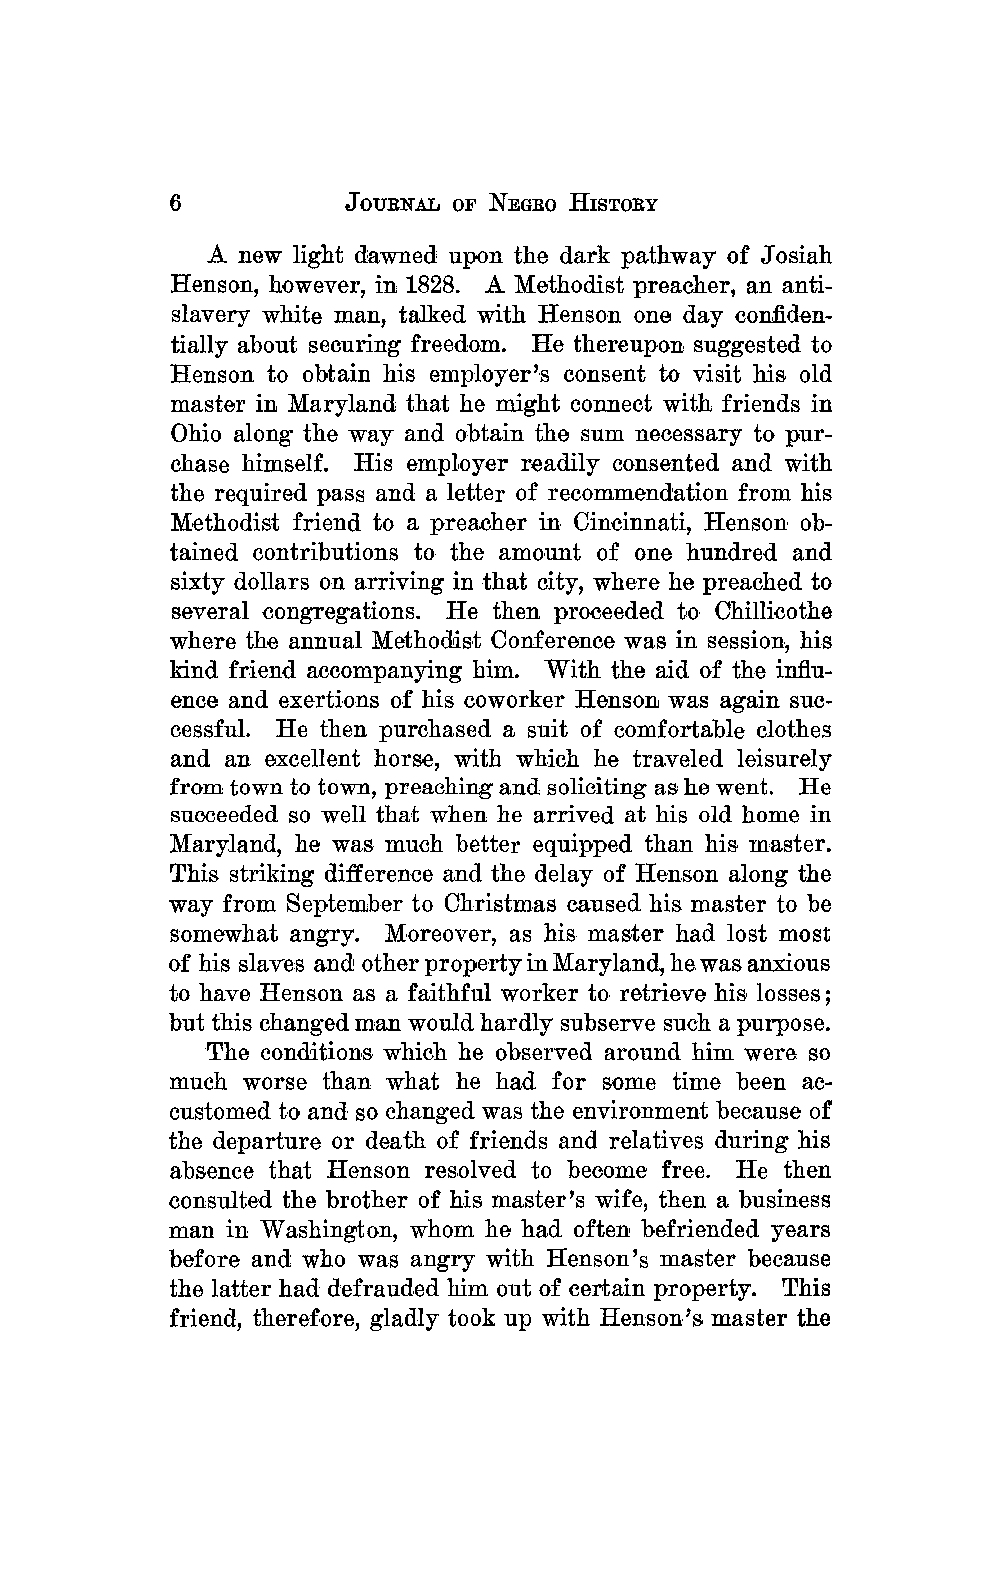 6 JOURNAL OF NEGRO HISTORY
A new light dawned upon the dark pathway of Josiah
Henson, however, in 1828. A Methodist preacher, an anti-
slavery white man, talked with Henson one day confiden-
tially about securing freedom. He thereupon suggested to
Henson to obtain his employer's consent to visit his old
master in Maryland that he might connect with friends in
Ohio along the way and obtain the sum necessary to pur-
chase himself. His employer readily consented and with
the required pass and a letter of recommendation from his
Methodist friend to a preacher in Cincinnati, Henson ob-
tained contributions to the amount of one hundred and
sixty dollars on arriving in that city, where he preached to
several congregations. He then proceeded to Chillicothe
where the annual Methodist Conference was in session, his
kind friend accompanying him. With the aid of the influ-
ence and exertions of his coworker Henson was again suc-
cessful. He then purchased a suit of comfortable clothes
and an excellent horse, with which he traveled leisurely
from town to town, preaching and soliciting as he went. He
succeeded so well that when he arrived at his old home in
Maryland, he was much better equipped than his master.
This striking difference and the delay of Henson along the
way from September to Christmas caused his master to be
somewhat angry. Moreover, as his master had lost most
of his slaves and other property in Maryland, he was anxious
to have Henson as a faithful worker to retrieve his losses;
but this changed man would hardly subserve such a purpose.
The conditions which he observed around him were so
much worse than what he had for some time been ac-
customed to and so changed was the environment because of
the departure or death of friends and relatives during his
absence that Henson resolved to become free. He then
consulted the brother of his master's wife, then a business
man in Washington, whom he had often befriended years
before and who was angry with Henson's master because
the latter had defrauded him out of certain property. This
friend, therefore, gladly took up with Henson's master the